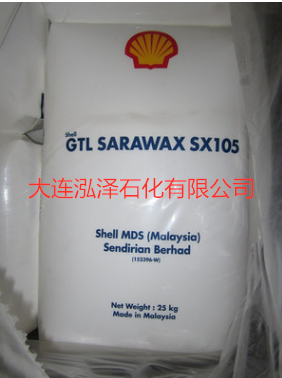 Shell
GTL SARAWAX SX105
大连泓泽石化有限公司
Shell MDS (Malaysia)
Sendirian Berhad
(153396-W)
Net Weight : 25 kg
Made in Malaysia